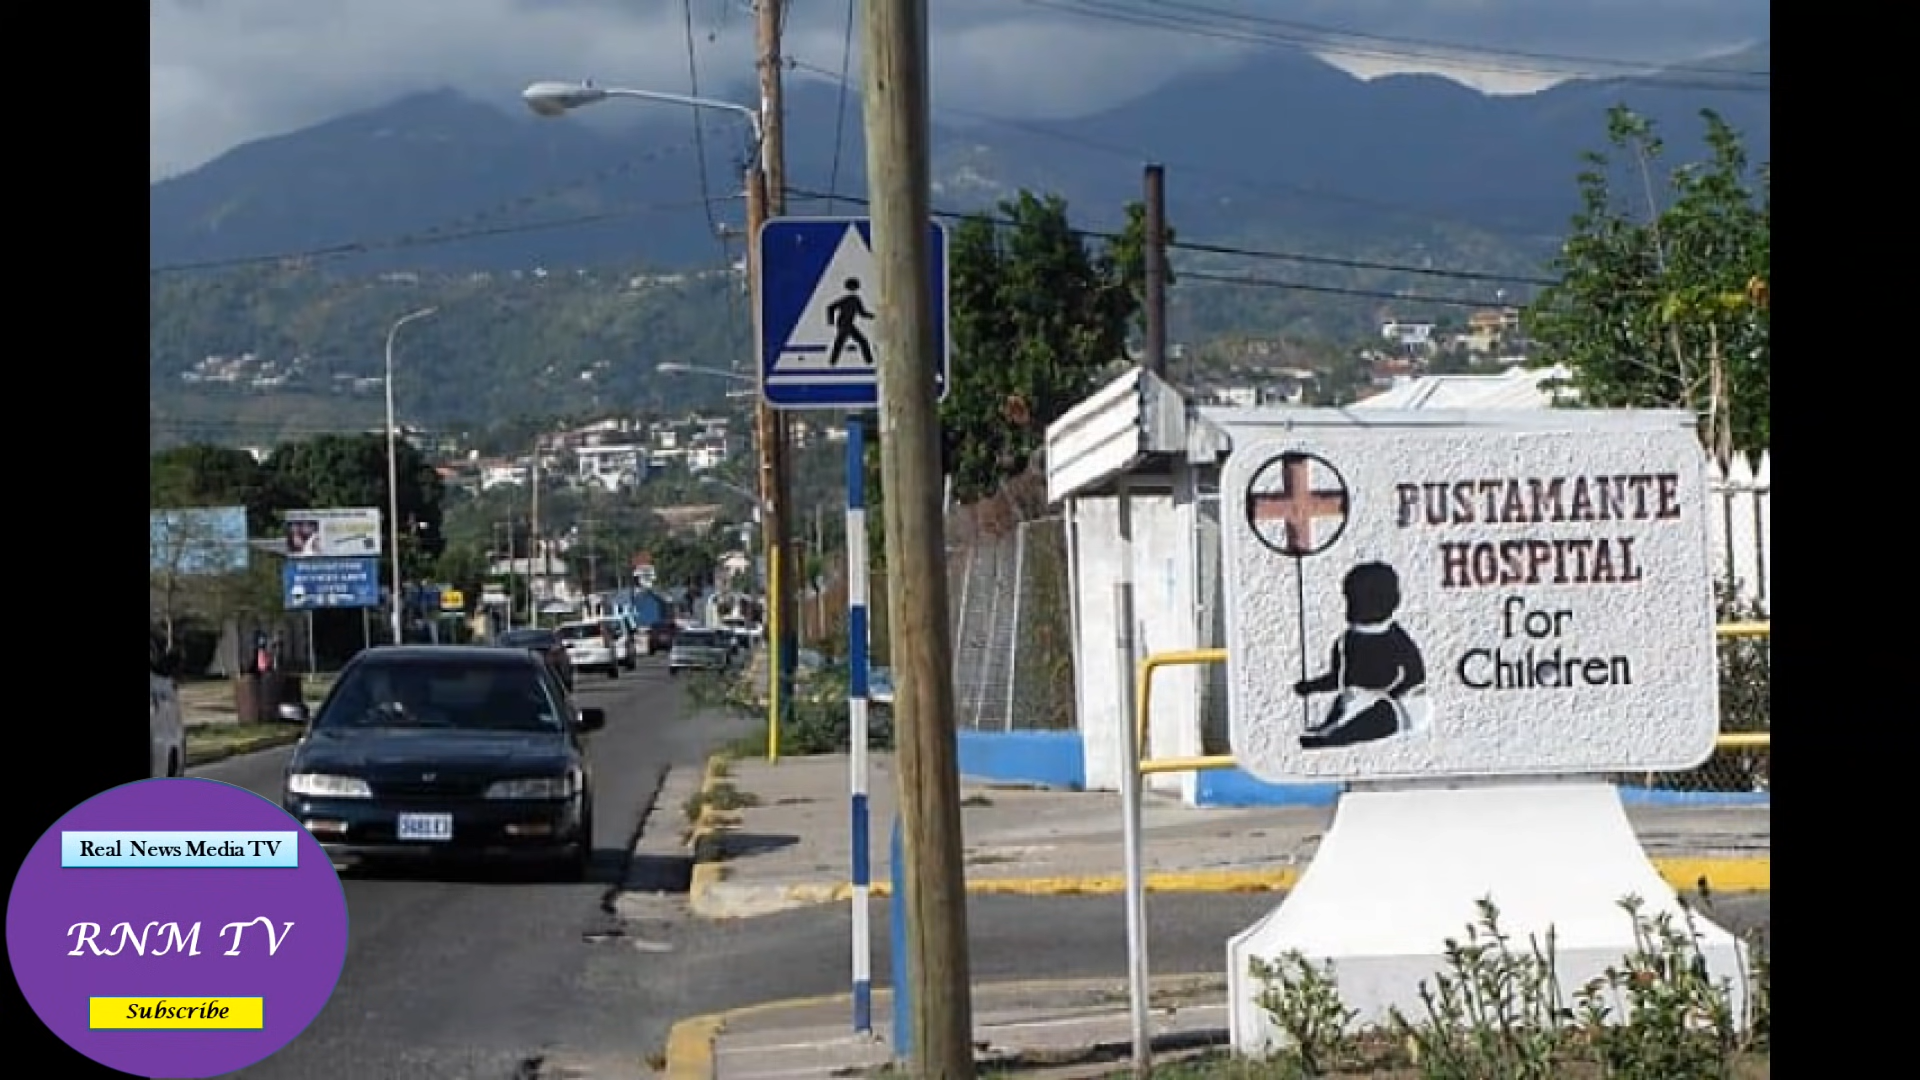 BUSTAMANTE
HOSPITAL
for
Children
Real News Media TV
RNM TV
Subscribe